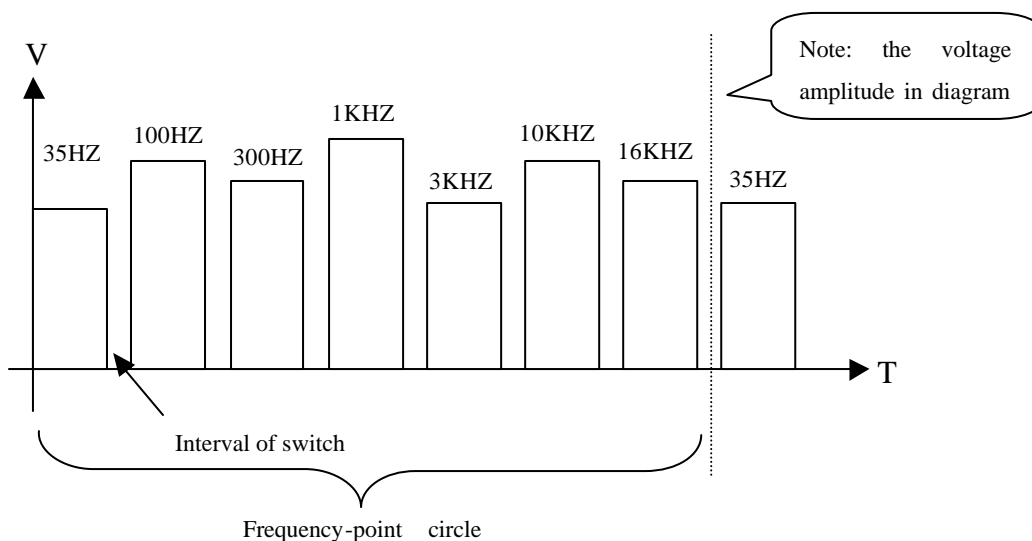 Note: the voltage
amplitude in diagram
V
35HZ
100HZ
300HZ
1KHZ
3KHZ
10KHZ
16KHZ
35HZ
T
Interval of switch
Frequency-point circle